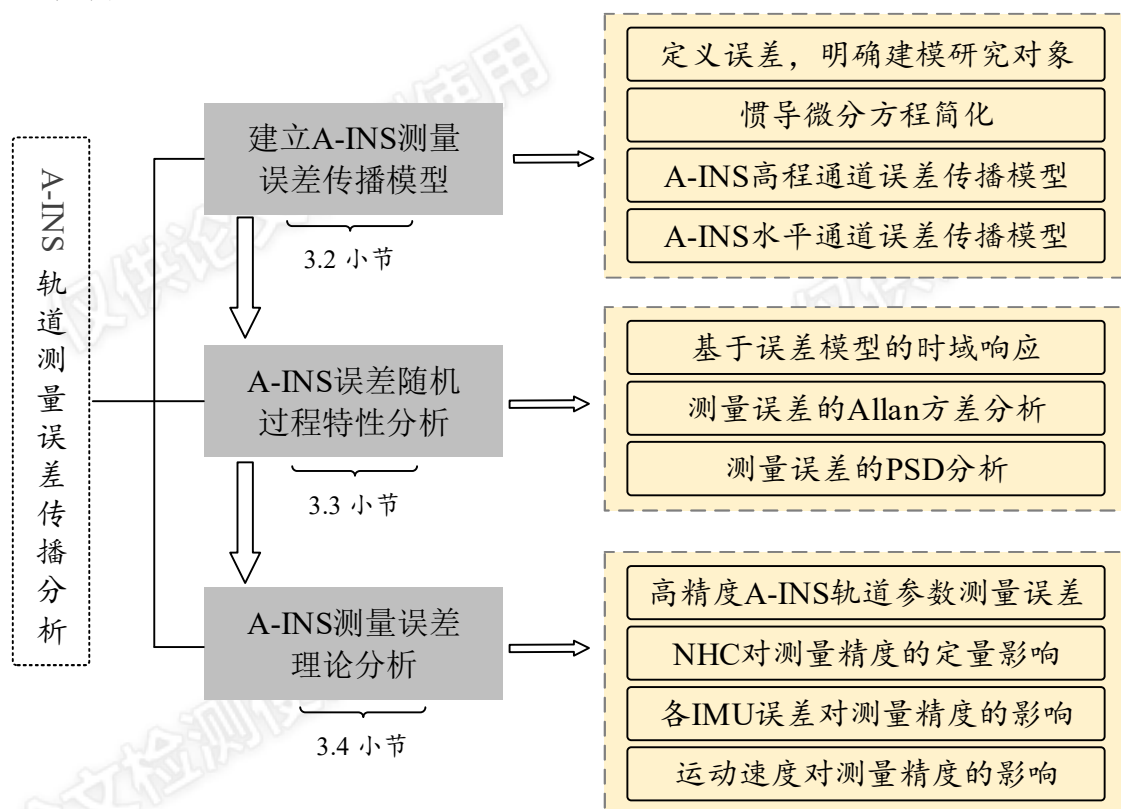 A-INS轨道测量误差传播分析
建立A-INS测量
误差传播模型
3.2 小节
定义误差，明确建模研究对象
惯导微分方程简化
A-INS高程通道误差传播模型
A-INS水平通道误差传播模型
A-INS误差随机
过程特性分析
3.3 小节
基于误差模型的时域响应
测量误差的Allan方差分析
测量误差的PSD分析
A-INS测量误差
理论分析
3.4 小节
高精度A-INS轨道参数测量误差
NHC对测量精度的定量影响
各IMU误差对测量精度的影响
运动速度对测量精度的影响